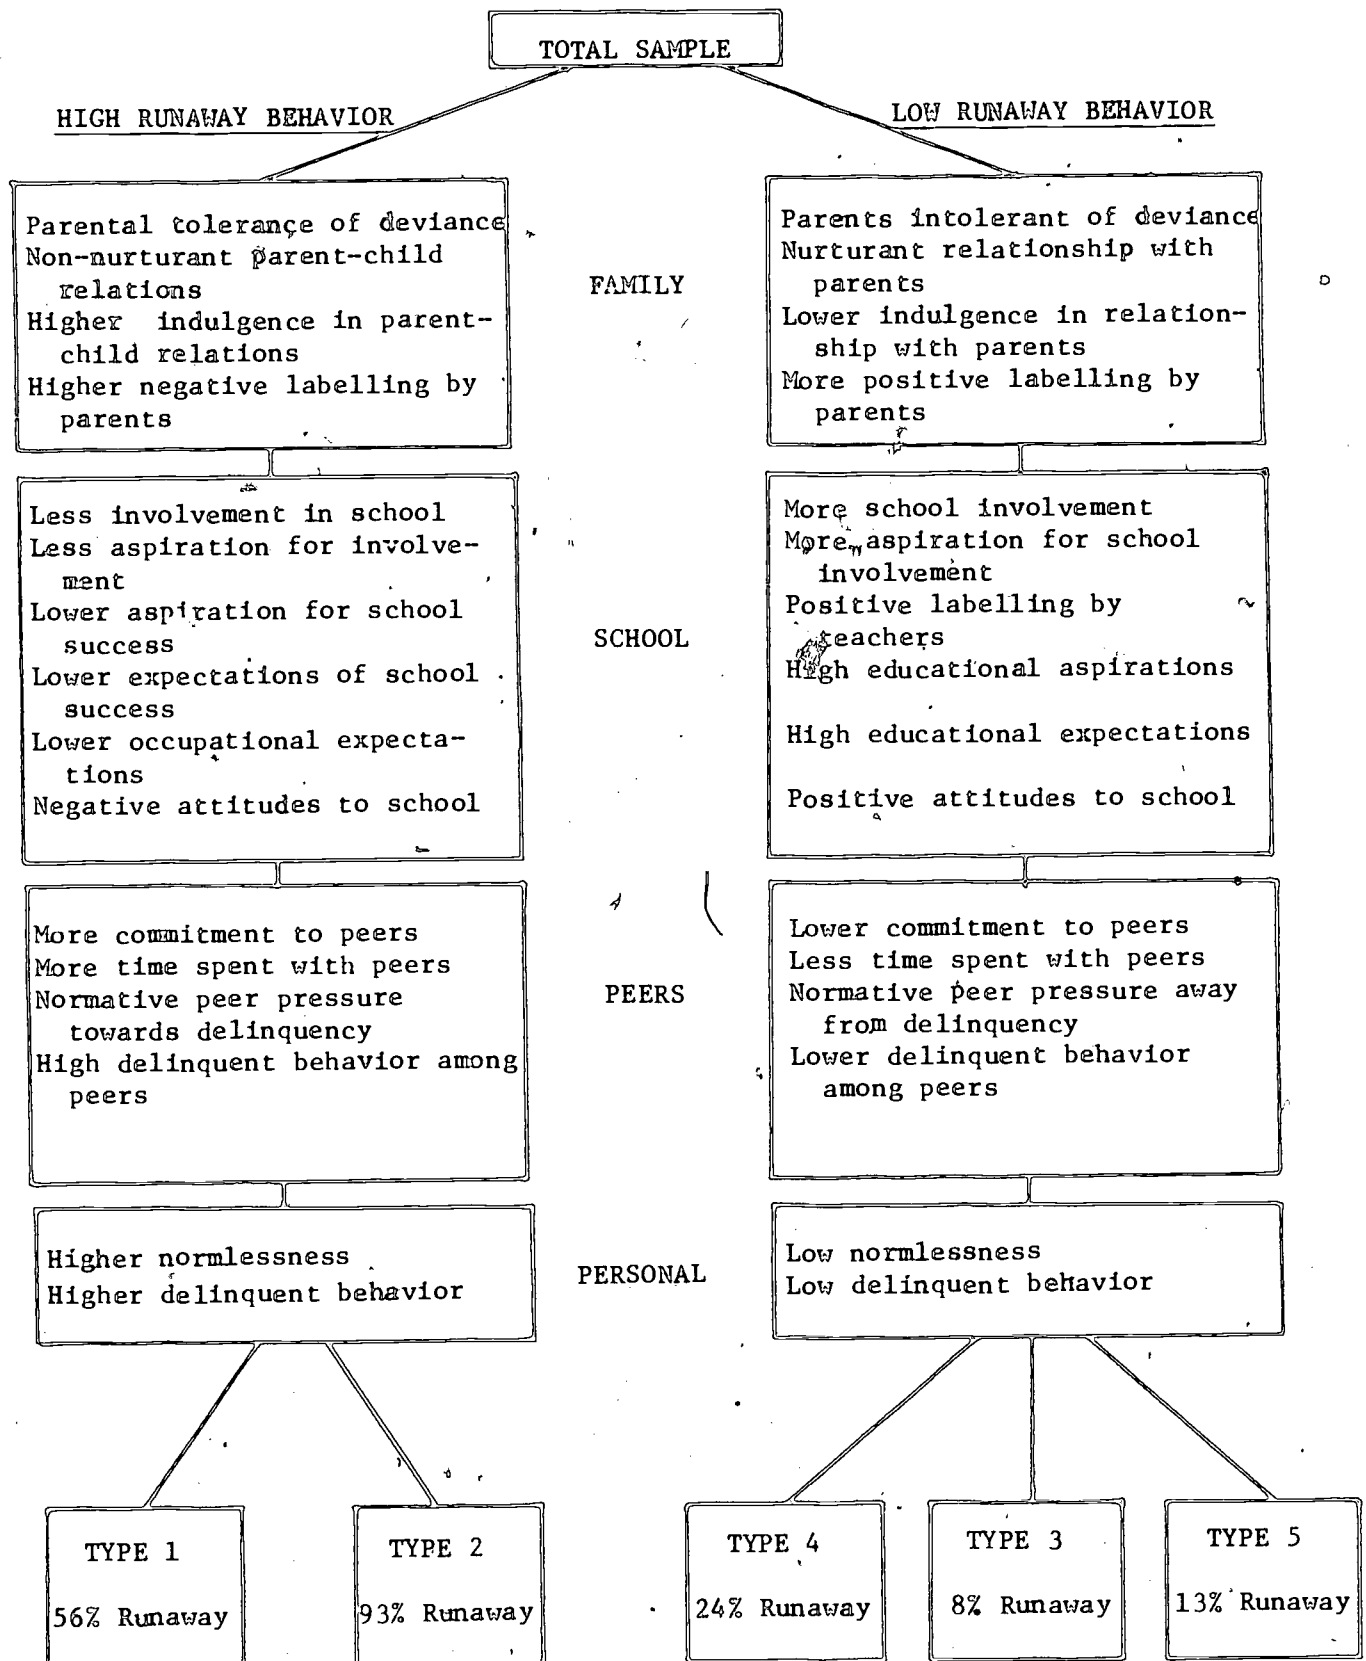 TOTAL SAMPLE
HIGH RUNAWAY BEHAVIOR
LOW RUNAWAY BEHAVIOR
Parental tolerance of deviance
Non-nurturant parent-child
relations
Higher indulgence in parent-
child relations
Higher negative labelling by
parents
FAMILY
Parents intolerant of deviance
Nurturant relationship with
parents
Lower indulgence in relation-
ship with parents
More positive labelling by
parents
Less involvement in school
Less aspiration for involve-
ment
Lower aspiration for school
success
Lower expectations of school
success
Lower occupational expecta-
tions
Negative attitudes to school
SCHOOL
More school involvement
More aspiration for school
involvement
Positive labelling by
teachers
High educational aspirations
High educational expectations
Positive attitudes to school
More commitment to peers
More time spent with peers
Normative peer pressure
towards delinquency
High delinquent behavior among
peers
PEERS
Lower commitment to peers
Less time spent with peers
Normative peer pressure away
from delinquency
Lower delinquent behavior
among peers
Higher normlessness
Higher delinquent behavior
PERSONAL
Low normlessness
Low delinquent behavior
TYPE 1
56% Runaway
TYPE 2
93% Runaway
TYPE 4
24% Runaway
TYPE 3
8% Runaway
TYPE 5
13% Runaway